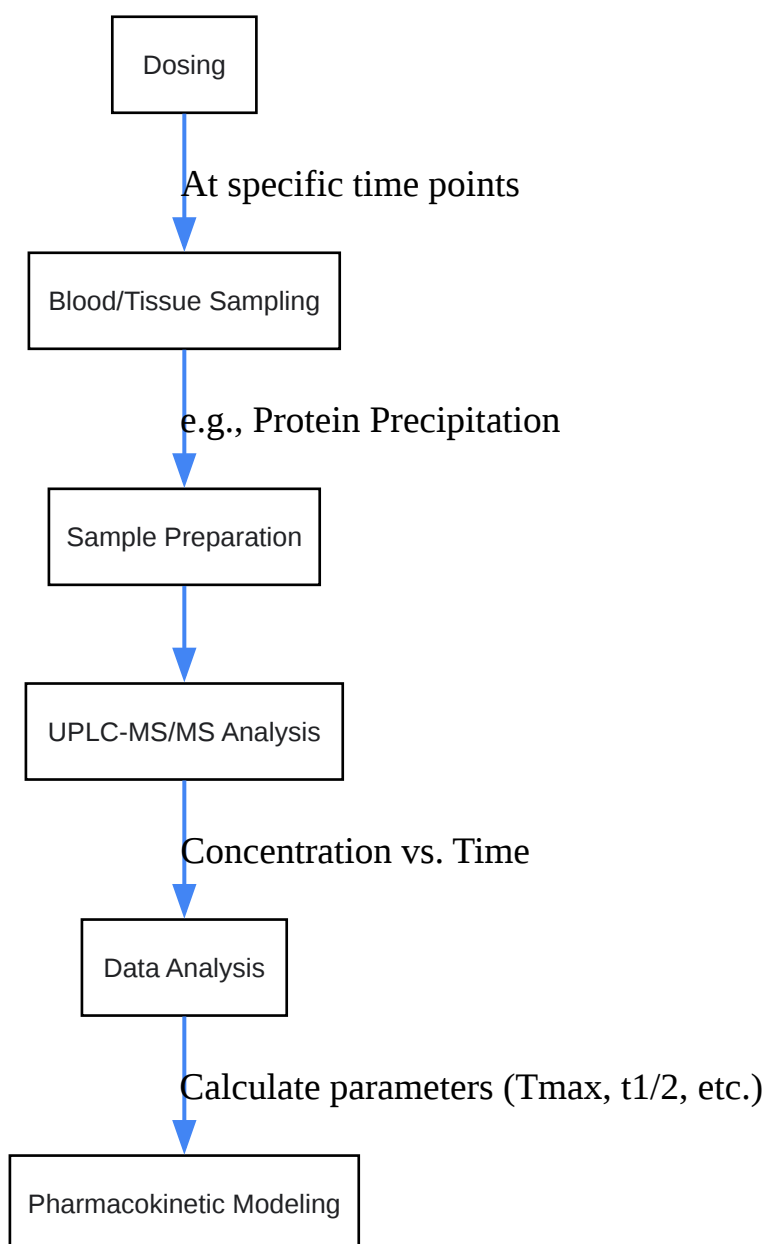 Dosing
At specific time points
Blood/Tissue Sampling
e.g., Protein Precipitation
Sample Preparation
UPLC-MS/MS Analysis
Concentration vs. Time
Data Analysis
Calculate parameters (Tmax, t1/2, etc.)
Pharmacokinetic Modeling